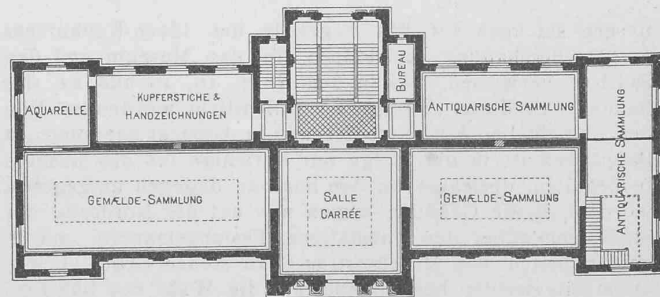 AQUARELLE
KUPFERSTICHE &
HANDZEICHNUNGEN
BUREAU
ANTIQUARISCHE SAMMLUNG
ANTIQUARISCHE SAMMLUNG
GEMÆLDE-SAMMLUNG
SALLE
CARRÉE
GEMÆLDE-SAMMLUNG